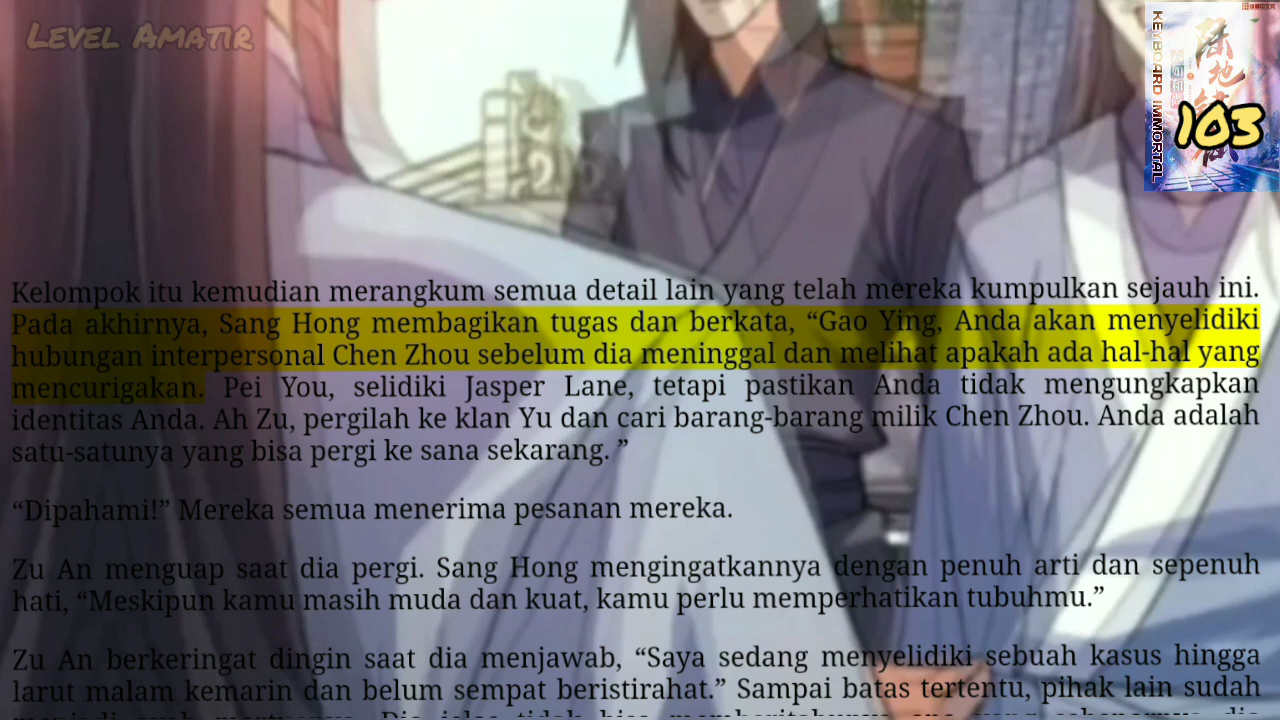 Level Amatir
KEYBOARD IMMORTAL
103
Kelompok itu kemudian merangkum semua detail lain yang telah mereka kumpulkan sejauh ini.
Pada akhirnya, Sang Hong membagikan tugas dan berkata, “Gao Ying, Anda akan menyelidiki
hubungan interpersonal Chen Zhou sebelum dia meninggal dan melihat apakah ada hal-hal yang
mencurigakan. Pei You, selidiki Jasper Lane, tetapi pastikan Anda tidak mengungkapkan
identitas Anda. Ah Zu, pergilah ke klan Yu dan cari barang-barang milik Chen Zhou. Anda adalah
satu-satunya yang bisa pergi ke sana sekarang. ”
“Dipahami!” Mereka semua menerima pesanan mereka.
Zu An menguap saat dia pergi. Sang Hong mengingatkannya dengan penuh arti dan sepenuh
hati, “Meskipun kamu masih muda dan kuat, kamu perlu memperhatikan tubuhmu.”
Zu An berkeringat dingin saat dia menjawab, “Saya sedang menyelidiki sebuah kasus hingga
larut malam kemarin dan belum sempat beristirahat.” Sampai batas tertentu, pihak lain sudah